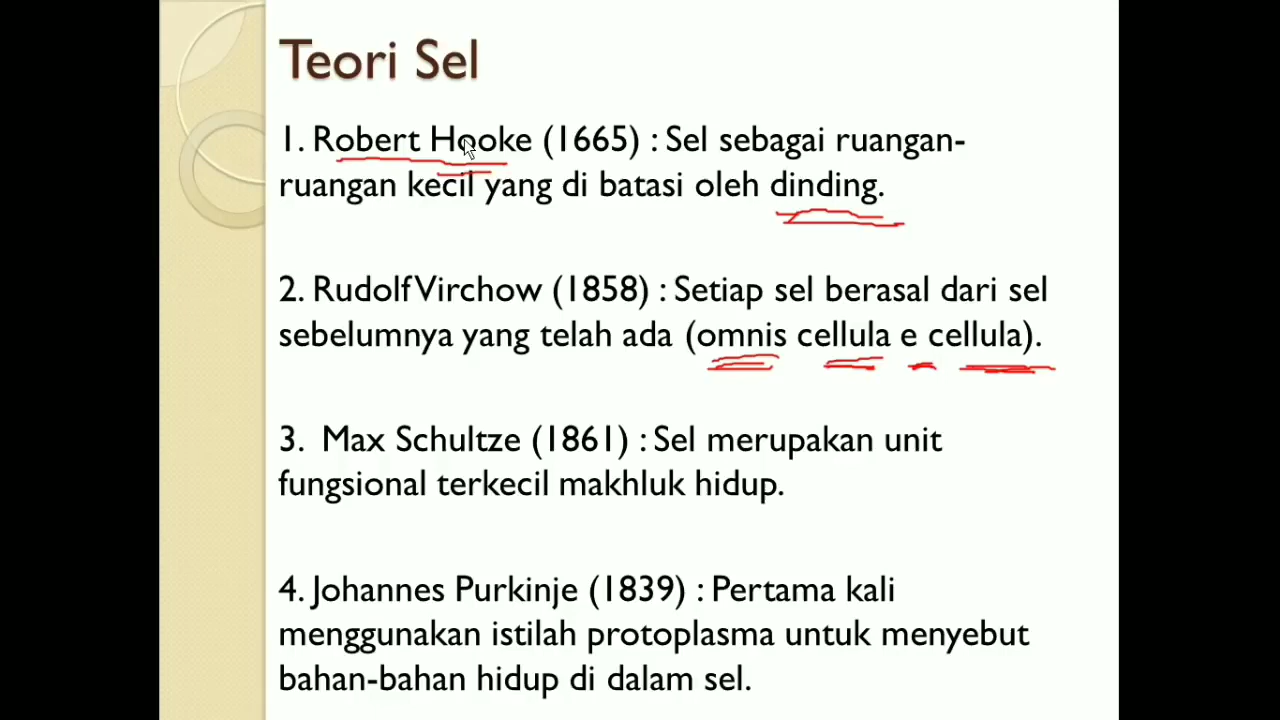 Teori Sel
1. Robert Hooke (1665) : Sel sebagai ruangan-
ruangan kecil yang di batasi oleh dinding.
2. Rudolf Virchow (1858) : Setiap sel berasal dari sel
sebelumnya yang telah ada (omnis cellula e cellula).
3. Max Schultze (1861) : Sel merupakan unit
fungsional terkecil makhluk hidup.
4. Johannes Purkinje (1839) : Pertama kali
menggunakan istilah protoplasma untuk menyebut
bahan-bahan hidup di dalam sel.